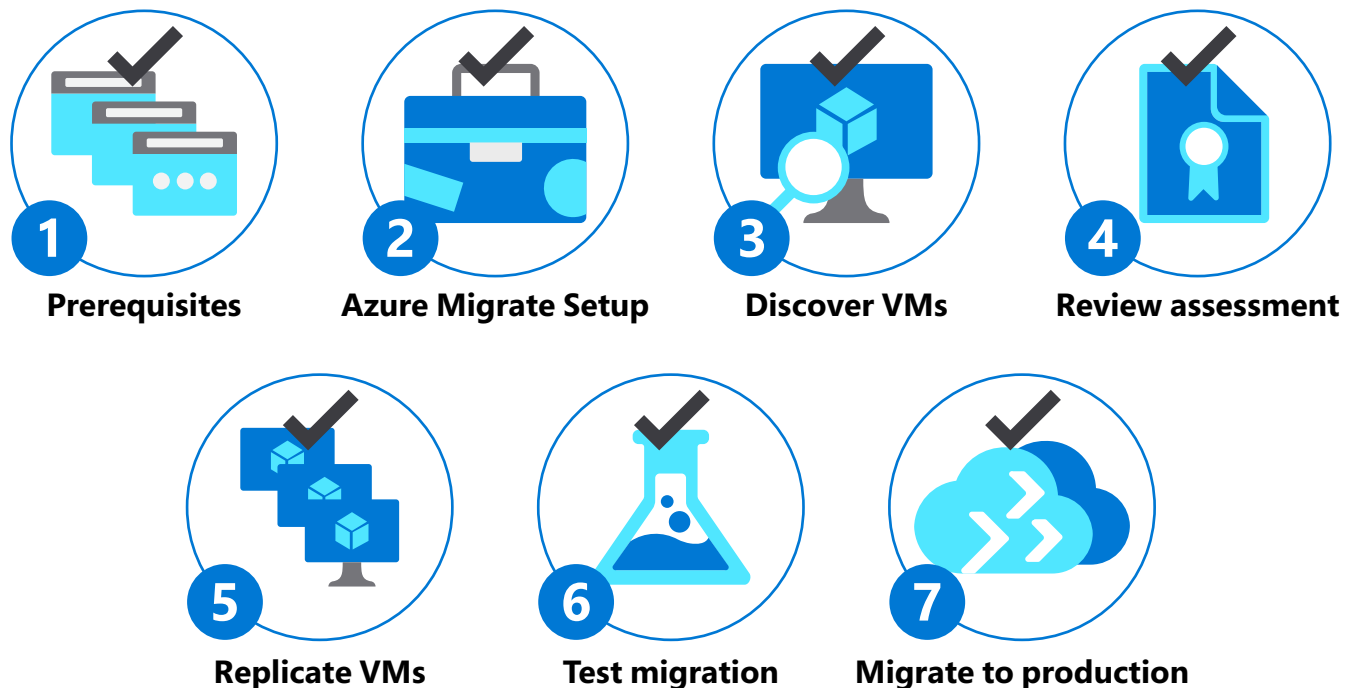 1
Prerequisites
2
Azure Migrate Setup
3
Discover VMs
4
Review assessment
5
Replicate VMs
6
Test migration
7
Migrate to production